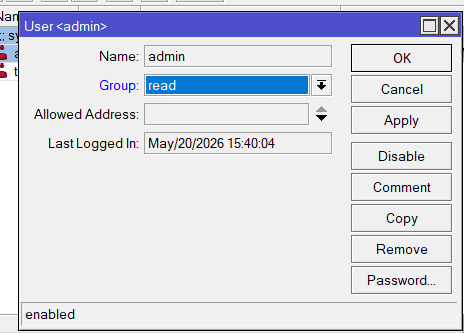 User <admin>
Name: admin
OK
Group: read
Cancel
Allowed Address:
Apply
Last Logged In: May/20/2026 15:40:04
Disable
Comment
Copy
Remove
Password...
enabled